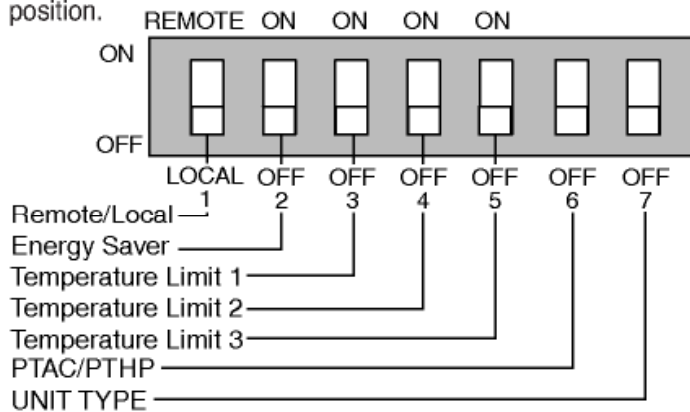 position.
REMOTE ON ON ON ON
ON
OFF
LOCAL OFF OFF OFF OFF OFF OFF
1 2 3 4 5 6 7
Remote/Local
Energy Saver
Temperature Limit 1
Temperature Limit 2
Temperature Limit 3
PTAC/PTHP
UNIT TYPE